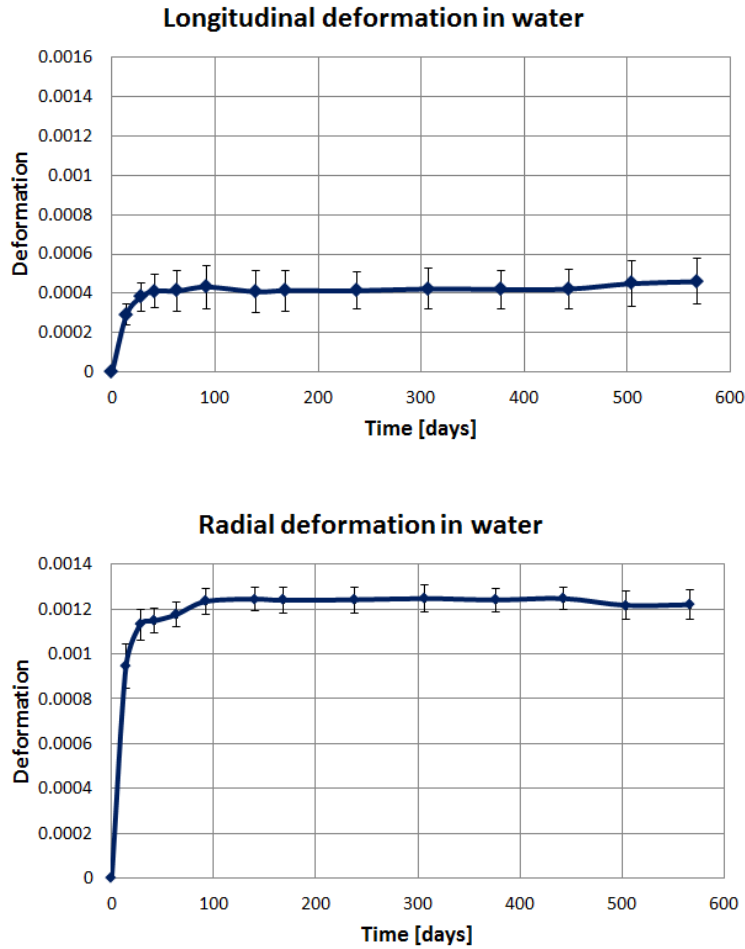 Longitudinal deformation in water
0.0016
0.0014
0.0012
0.001
0.0008
0.0006
0.0004
0.0002
0
Deformation
0 100 200 300 400 500 600
Time [days]
Radial deformation in water
0.0014
0.0012
0.001
0.0008
0.0006
0.0004
0.0002
0
Deformation
0 100 200 300 400 500 600
Time [days]